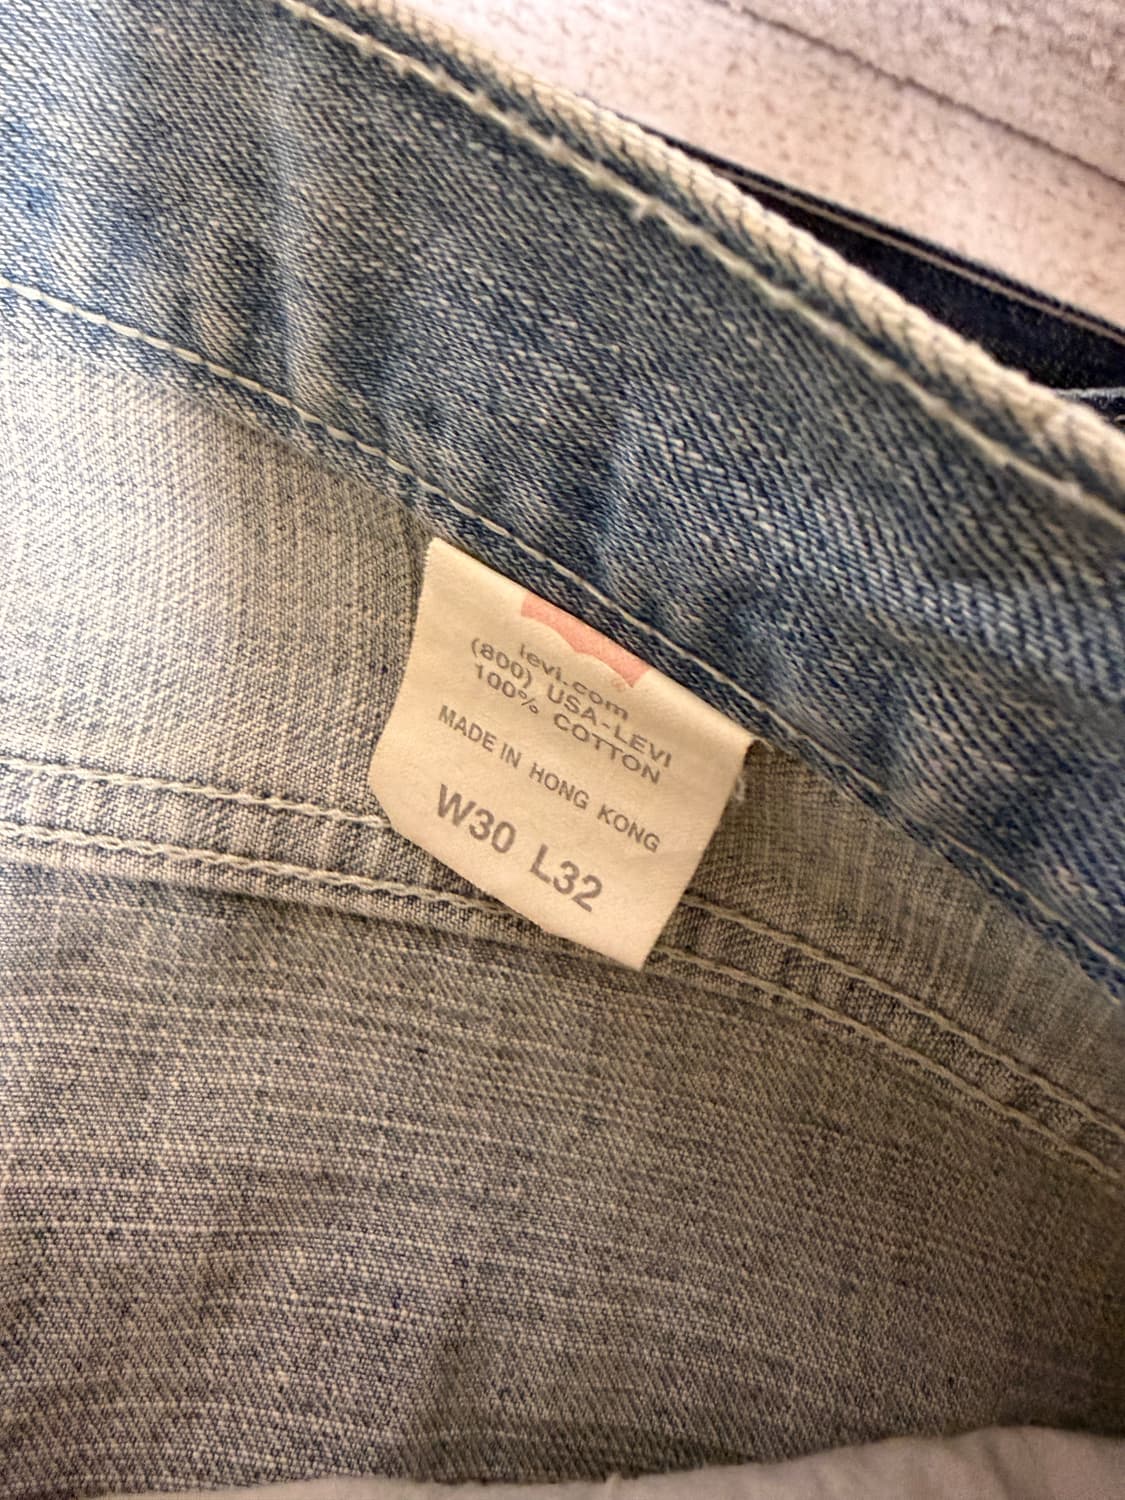 levi.com
(800) USA-LEVI
100% COTTON
MADE IN HONG KONG
W30 L32